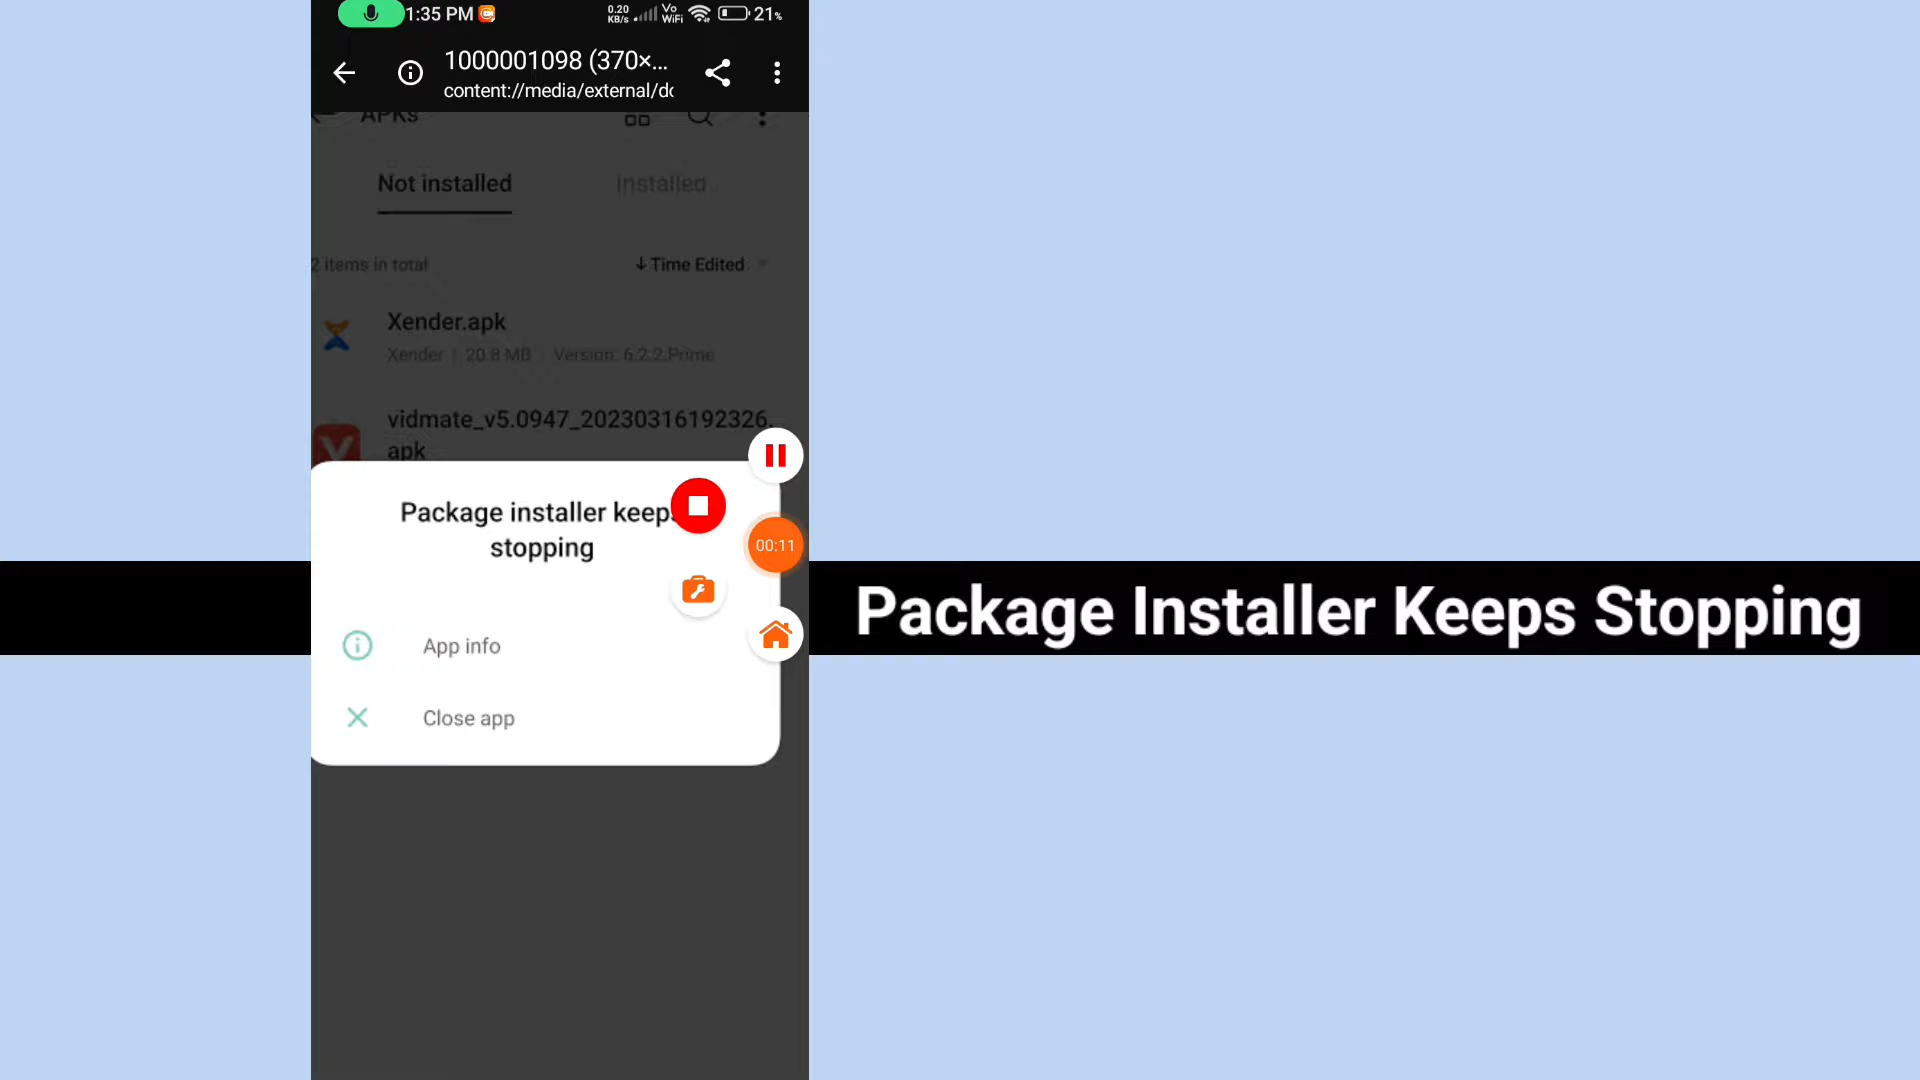 1:35 PM
0.20
KB/s
Vo
WiFi
21%
1000001098 (370×...
content://media/external/do
APKs
Not installed
Installed
2 items in total
Time Edited
Xender.apk
Xender | 20.8 MB | Version: 6.2.2.Prime
vidmate_v5.0947_20230316192326.
apk
Package installer keeps
stopping
00:11
App info
Close app
Package Installer Keeps Stopping